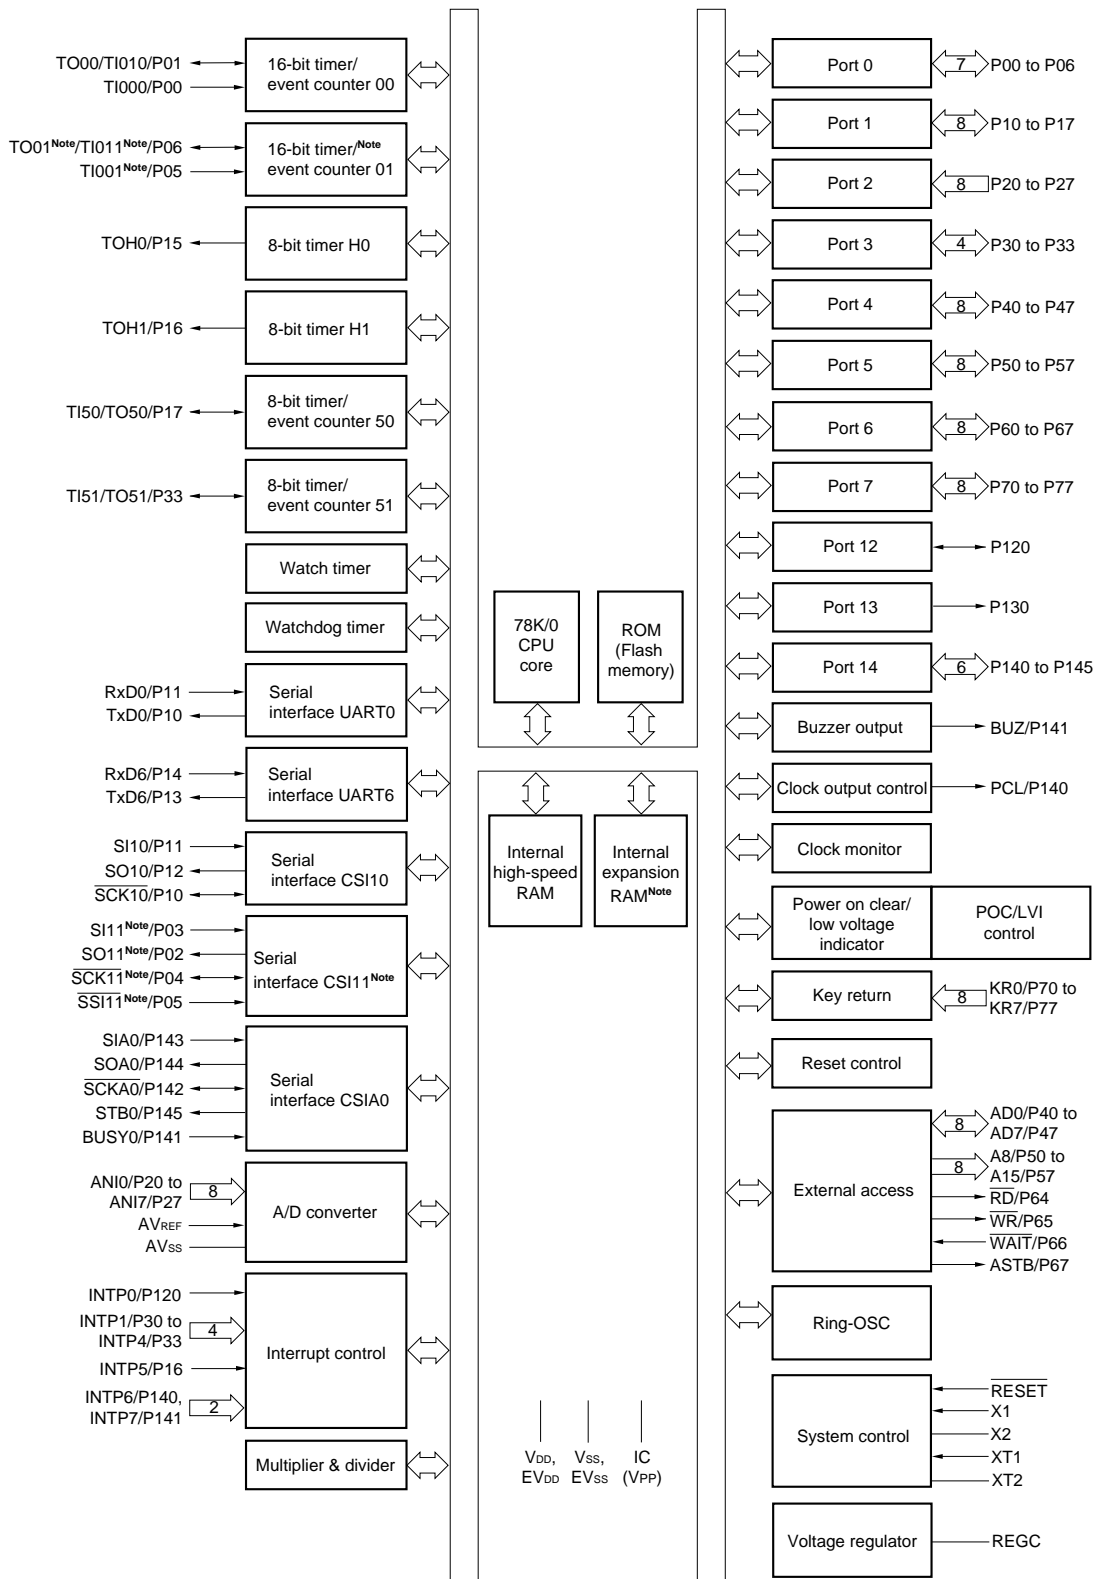 TO00/TI010/P01
TI000/P00
16-bit timer/
event counter 00
TO01Note/TI011Note/P06
TI001Note/P05
16-bit timer/Note
event counter 01
TOH0/P15
8-bit timer H0
TOH1/P16
8-bit timer H1
TI50/TO50/P17
8-bit timer/
event counter 50
TI51/TO51/P33
8-bit timer/
event counter 51
Watch timer
Watchdog timer
RxD0/P11
TxD0/P10
Serial
interface UART0
RxD6/P14
TxD6/P13
Serial
interface UART6
SI10/P11
SO10/P12
SCK10/P10
Serial
interface CSI10
SI11Note/P03
SO11Note/P02
SCK11Note/P04
SSI11Note/P05
Serial
interface CSI11Note
SIA0/P143
SOA0/P144
SCKA0/P142
STB0/P145
BUSY0/P141
Serial
interface CSIA0
ANI0/P20 to
ANI7/P27
8
AVREF
AVSS
A/D converter
INTP0/P120
INTP1/P30 to
INTP4/P33
4
INTP5/P16
INTP6/P140,
INTP7/P141
2
Interrupt control
Multiplier & divider
78K/0
CPU
core
ROM
(Flash
memory)
Internal
high-speed
RAM
Internal
expansion
RAMNote
VDD,
EVDD
VSS,
EVSS
IC
(VPP)
Port 0
7
P00 to P06
Port 1
8
P10 to P17
Port 2
8
P20 to P27
Port 3
4
P30 to P33
Port 4
8
P40 to P47
Port 5
8
P50 to P57
Port 6
8
P60 to P67
Port 7
8
P70 to P77
Port 12
P120
Port 13
P130
Port 14
6
P140 to P145
Buzzer output
BUZ/P141
Clock output control
PCL/P140
Clock monitor
Power on clear/
low voltage
indicator
POC/LVI
control
Key return
8
KR0/P70 to
KR7/P77
Reset control
External access
8
AD0/P40 to
AD7/P47
8
A8/P50 to
A15/P57
RD/P64
WR/P65
WAIT/P66
ASTB/P67
Ring-OSC
System control
RESET
X1
X2
XT1
XT2
Voltage regulator
REGC